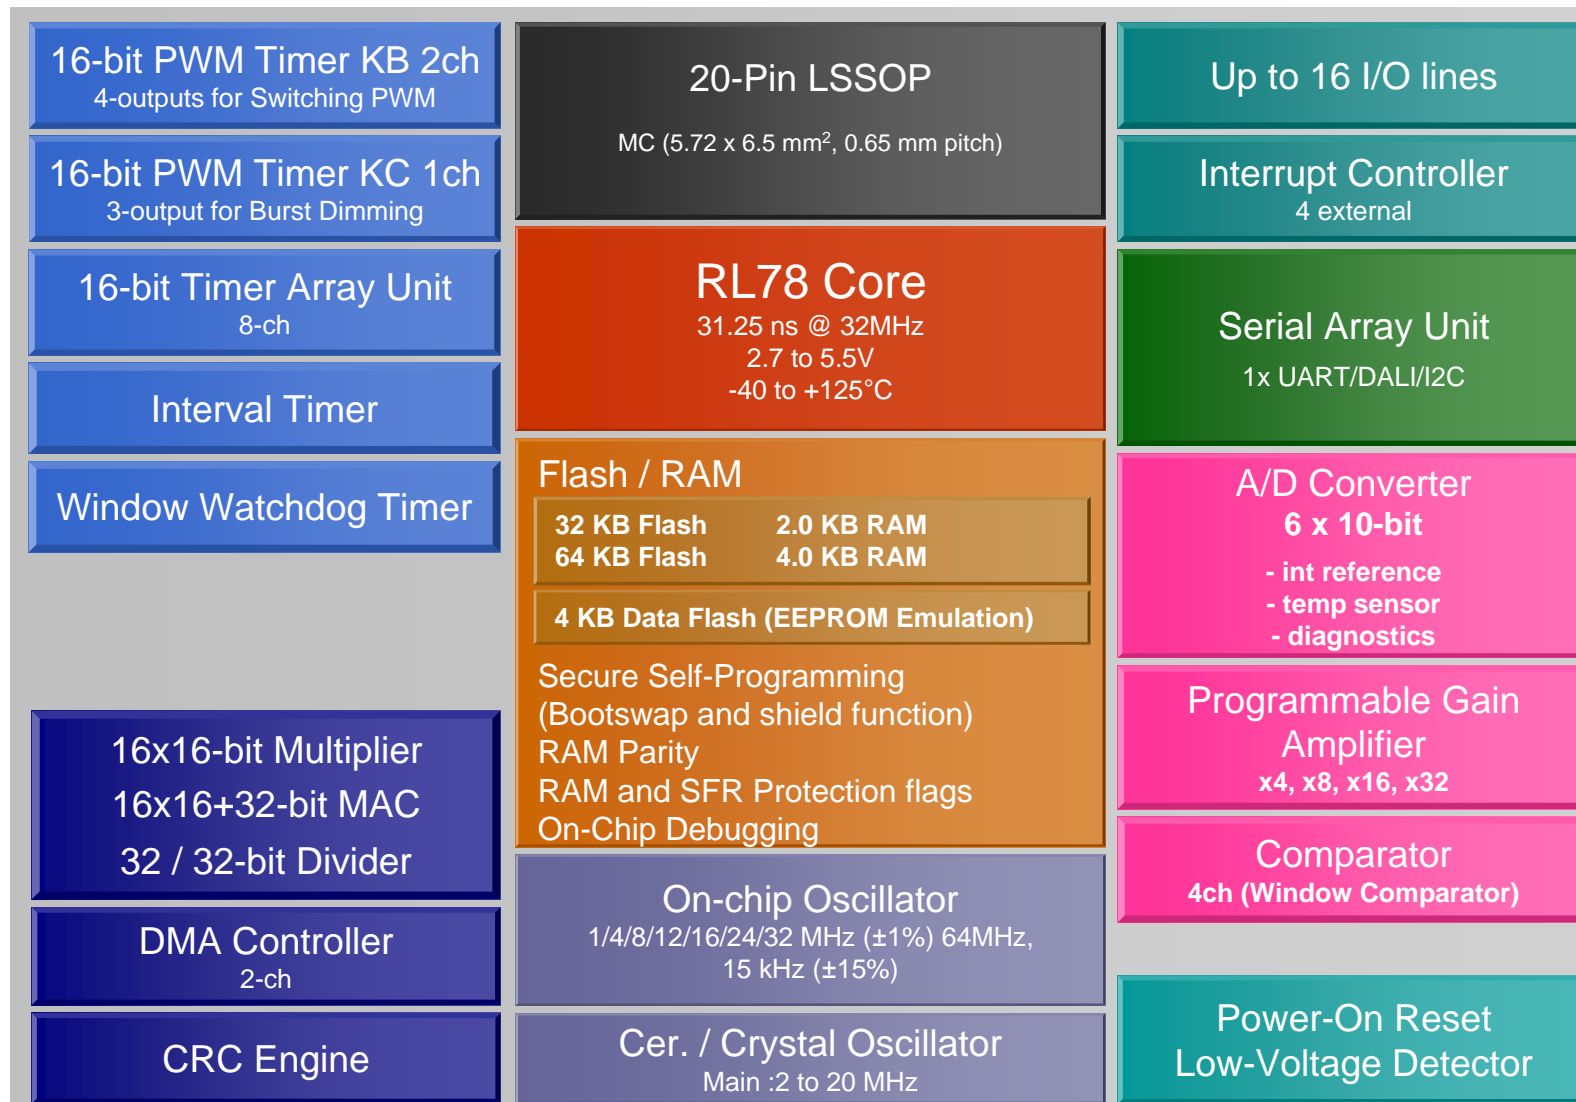 16-bit PWM Timer KB 2ch
4-outputs for Switching PWM
16-bit PWM Timer KC 1ch
3-output for Burst Dimming
16-bit Timer Array Unit
8-ch
Interval Timer
Window Watchdog Timer
16x16-bit Multiplier
16x16+32-bit MAC
32 / 32-bit Divider
DMA Controller
2-ch
CRC Engine
20-Pin LSSOP
MC (5.72 x 6.5 mm², 0.65 mm pitch)
RL78 Core
31.25 ns @ 32MHz
2.7 to 5.5V
-40 to +125°C
Flash / RAM
32 KB Flash 2.0 KB RAM
64 KB Flash 4.0 KB RAM
4 KB Data Flash (EEPROM Emulation)
Secure Self-Programming
(Bootswap and shield function)
RAM Parity
RAM and SFR Protection flags
On-Chip Debugging
On-chip Oscillator
1/4/8/12/16/24/32 MHz (±1%) 64MHz,
15 kHz (±15%)
Cer. / Crystal Oscillator
Main :2 to 20 MHz
Up to 16 I/O lines
Interrupt Controller
4 external
Serial Array Unit
1x UART/DALI/I2C
A/D Converter
6 x 10-bit
- int reference
- temp sensor
- diagnostics
Programmable Gain
Amplifier
x4, x8, x16, x32
Comparator
4ch (Window Comparator)
Power-On Reset
Low-Voltage Detector